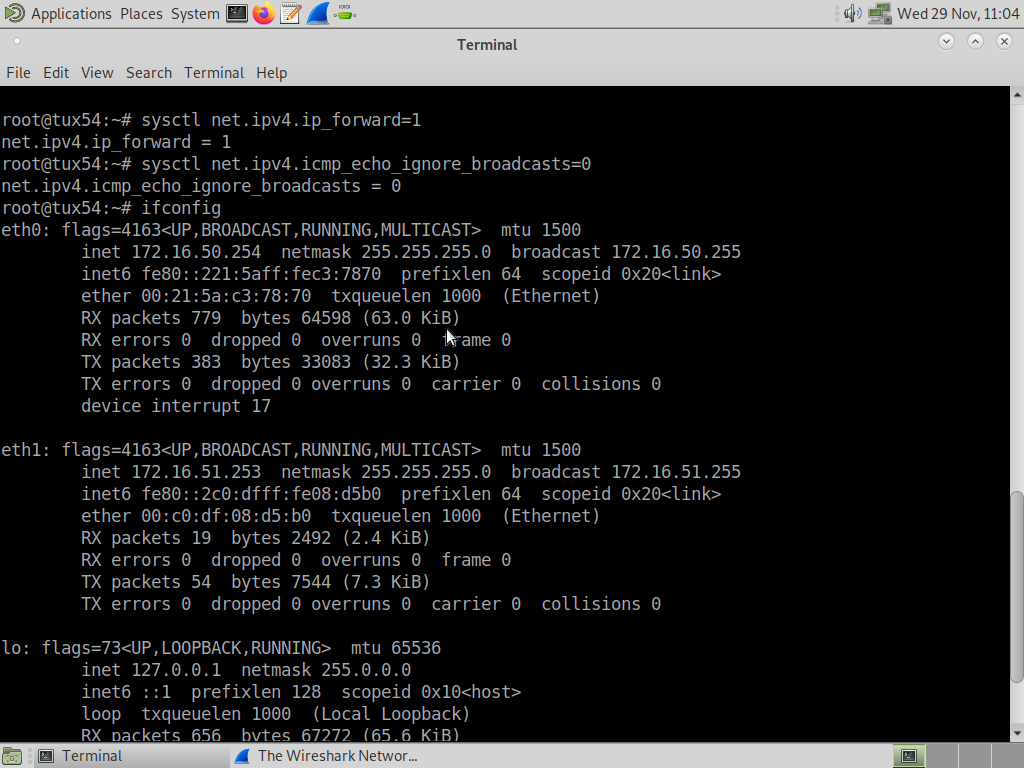 Applications Places System Wed 29 Nov, 11:04
Terminal
File Edit View Search Terminal Help
root@tux54:~# sysctl net.ipv4.ip_forward=1
net.ipv4.ip_forward = 1
root@tux54:~# sysctl net.ipv4.icmp_echo_ignore_broadcasts=0
net.ipv4.icmp_echo_ignore_broadcasts = 0
root@tux54:~# ifconfig
eth0: flags=4163<UP,BROADCAST,RUNNING,MULTICAST>  mtu 1500
        inet 172.16.50.254  netmask 255.255.255.0  broadcast 172.16.50.255
        inet6 fe80::221:5aff:fec3:7870  prefixlen 64  scopeid 0x20<link>
        ether 00:21:5a:c3:78:70  txqueuelen 1000  (Ethernet)
        RX packets 779  bytes 64598 (63.0 KiB)
        RX errors 0  dropped 0  overruns 0  frame 0
        TX packets 383  bytes 33083 (32.3 KiB)
        TX errors 0  dropped 0 overruns 0  carrier 0  collisions 0
        device interrupt 17
eth1: flags=4163<UP,BROADCAST,RUNNING,MULTICAST>  mtu 1500
        inet 172.16.51.253  netmask 255.255.255.0  broadcast 172.16.51.255
        inet6 fe80::2c0:dfff:fe08:d5b0  prefixlen 64  scopeid 0x20<link>
        ether 00:c0:df:08:d5:b0  txqueuelen 1000  (Ethernet)
        RX packets 19  bytes 2492 (2.4 KiB)
        RX errors 0  dropped 0  overruns 0  frame 0
        TX packets 54  bytes 7544 (7.3 KiB)
        TX errors 0  dropped 0 overruns 0  carrier 0  collisions 0
lo: flags=73<UP,LOOPBACK,RUNNING>  mtu 65536
        inet 127.0.0.1  netmask 255.0.0.0
        inet6 ::1  prefixlen 128  scopeid 0x10<host>
        loop  txqueuelen 1000  (Local Loopback)
        RX packets 656  bytes 67272 (65.6 KiB)
Terminal The Wireshark Networ...